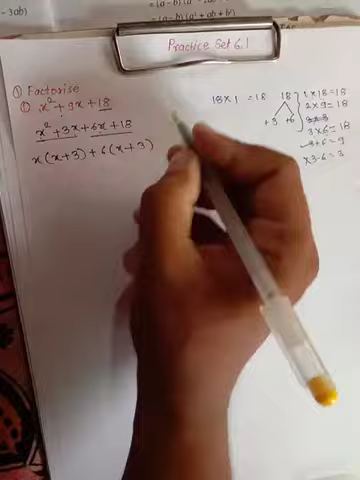 - 3ab)
= (a-b) (a² + ab + b²)
Practice Set 6.1
① Factorise
① x² + 9x + 18
x² + 3x + 6x + 18
x(x+3) + 6(x+3)
18 × 1 = 18
18
+3 +6
1 × 18 = 18
2 × 9 = 18
3 × 6 = 18
3 + 6 = 9
× 3 - 6 = 3